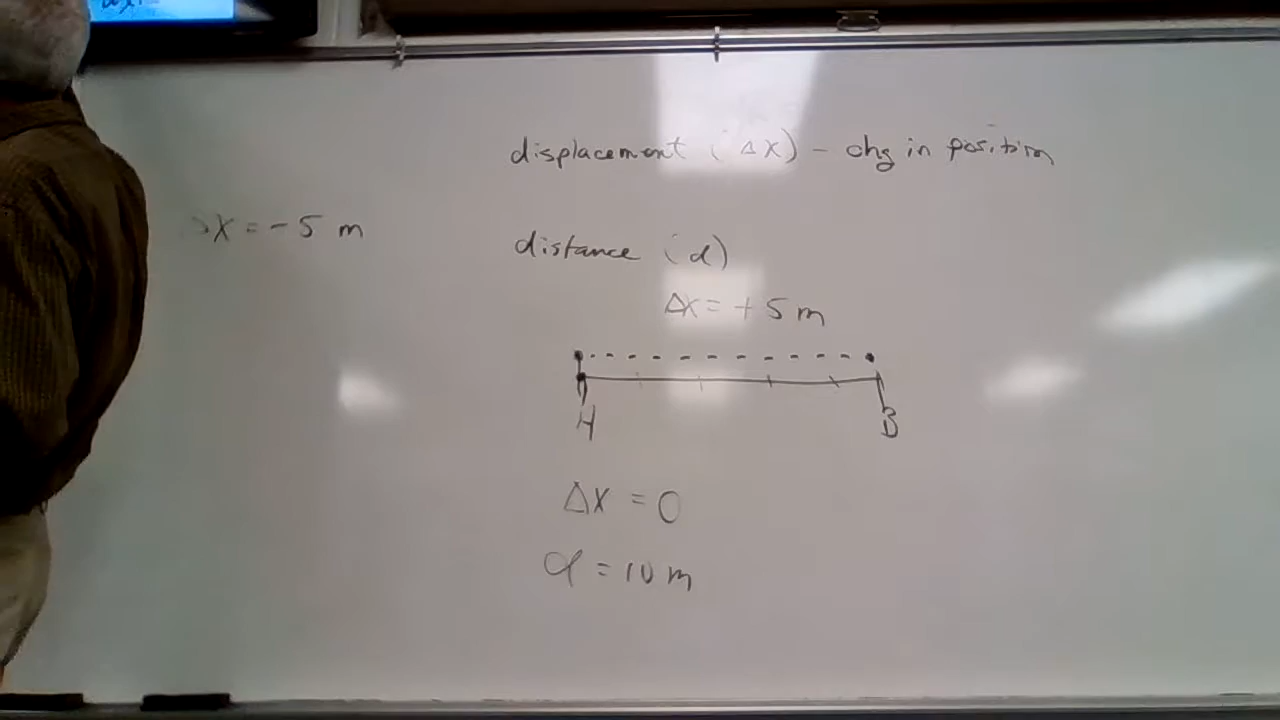 displacement (Δx) - chg in position
Δx = -5 m
distance (d)
Δx = +5 m
H B
Δx = 0
d = 10 m